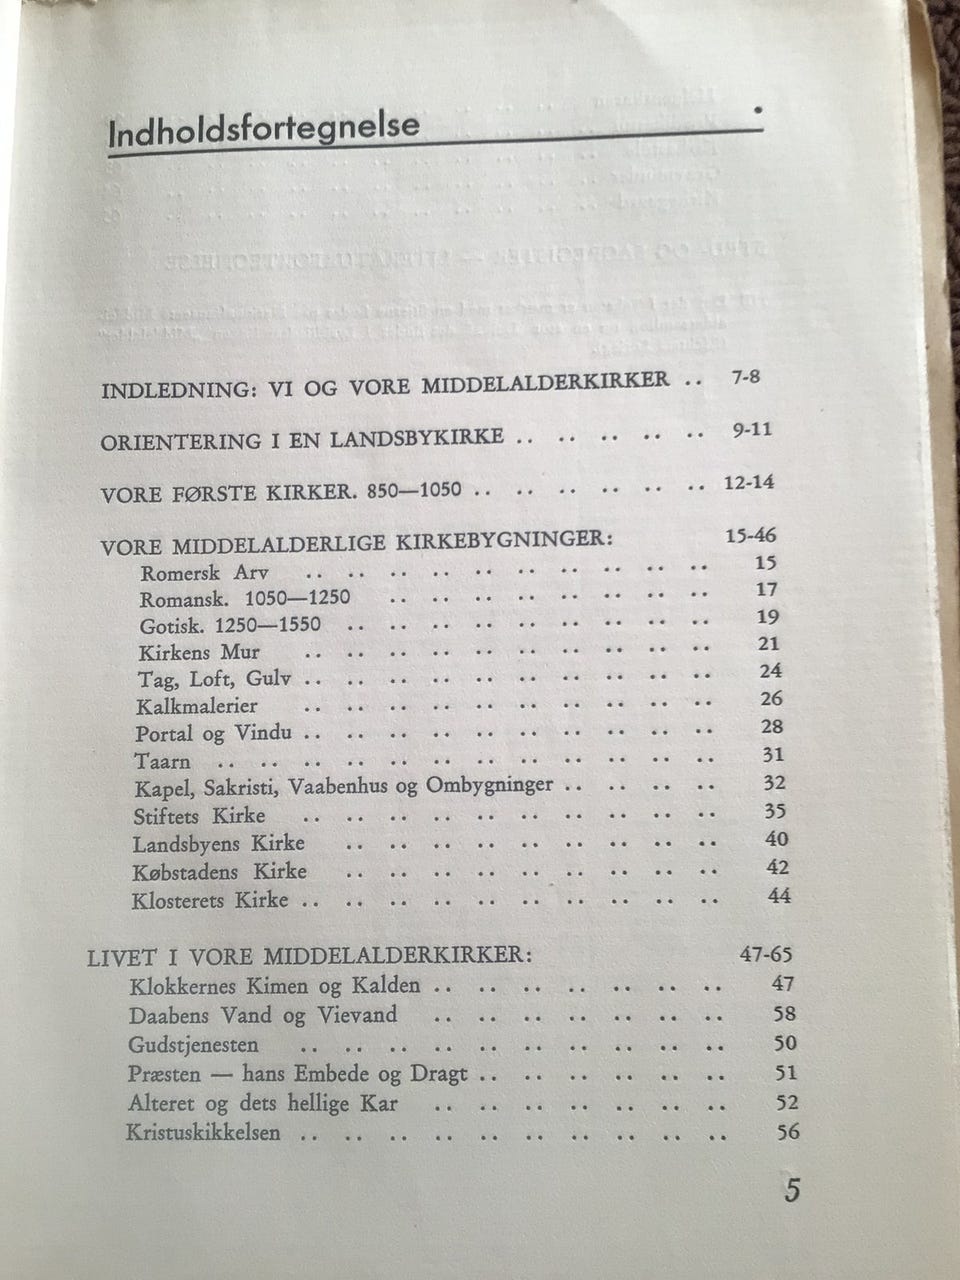 Indholdsfortegnelse
INDLEDNING: VI OG VORE MIDDELALDERKIRKER .. 7-8
ORIENTERING I EN LANDSBYKIRKE .. .. .. .. .. 9-11
VORE FØRSTE KIRKER. 850—1050 .. .. .. .. .. .. 12-14
VORE MIDDELALDERLIGE KIRKEBYGNINGER: 15-46
Romersk Arv .. .. .. .. .. .. .. .. .. .. 15
Romansk. 1050—1250 .. .. .. .. .. .. .. .. 17
Gotisk. 1250—1550 .. .. .. .. .. .. .. .. .. 19
Kirkens Mur .. .. .. .. .. .. .. .. .. .. 21
Tag, Loft, Gulv .. .. .. .. .. .. .. .. .. .. 24
Kalkmalerier .. .. .. .. .. .. .. .. .. .. 26
Portal og Vindu .. .. .. .. .. .. .. .. .. .. 28
Taarn .. .. .. .. .. .. .. .. .. .. .. .. 31
Kapel, Sakristi, Vaabenhus og Ombygninger .. .. .. .. 32
Stiftets Kirke .. .. .. .. .. .. .. .. .. .. 35
Landsbyens Kirke .. .. .. .. .. .. .. .. .. 40
Købstadens Kirke .. .. .. .. .. .. .. .. .. 42
Klosterets Kirke .. .. .. .. .. .. .. .. .. .. 44
LIVET I VORE MIDDELALDERKIRKER: 47-65
Klokkernes Kimen og Kalden .. .. .. .. .. .. .. 47
Daabens Vand og Vievand .. .. .. .. .. .. .. 58
Gudstjenesten .. .. .. .. .. .. .. .. .. .. 50
Præsten — hans Embede og Dragt .. .. .. .. .. .. 51
Alteret og dets hellige Kar .. .. .. .. .. .. .. 52
Kristuskikkelsen .. .. .. .. .. .. .. .. .. .. 56
5